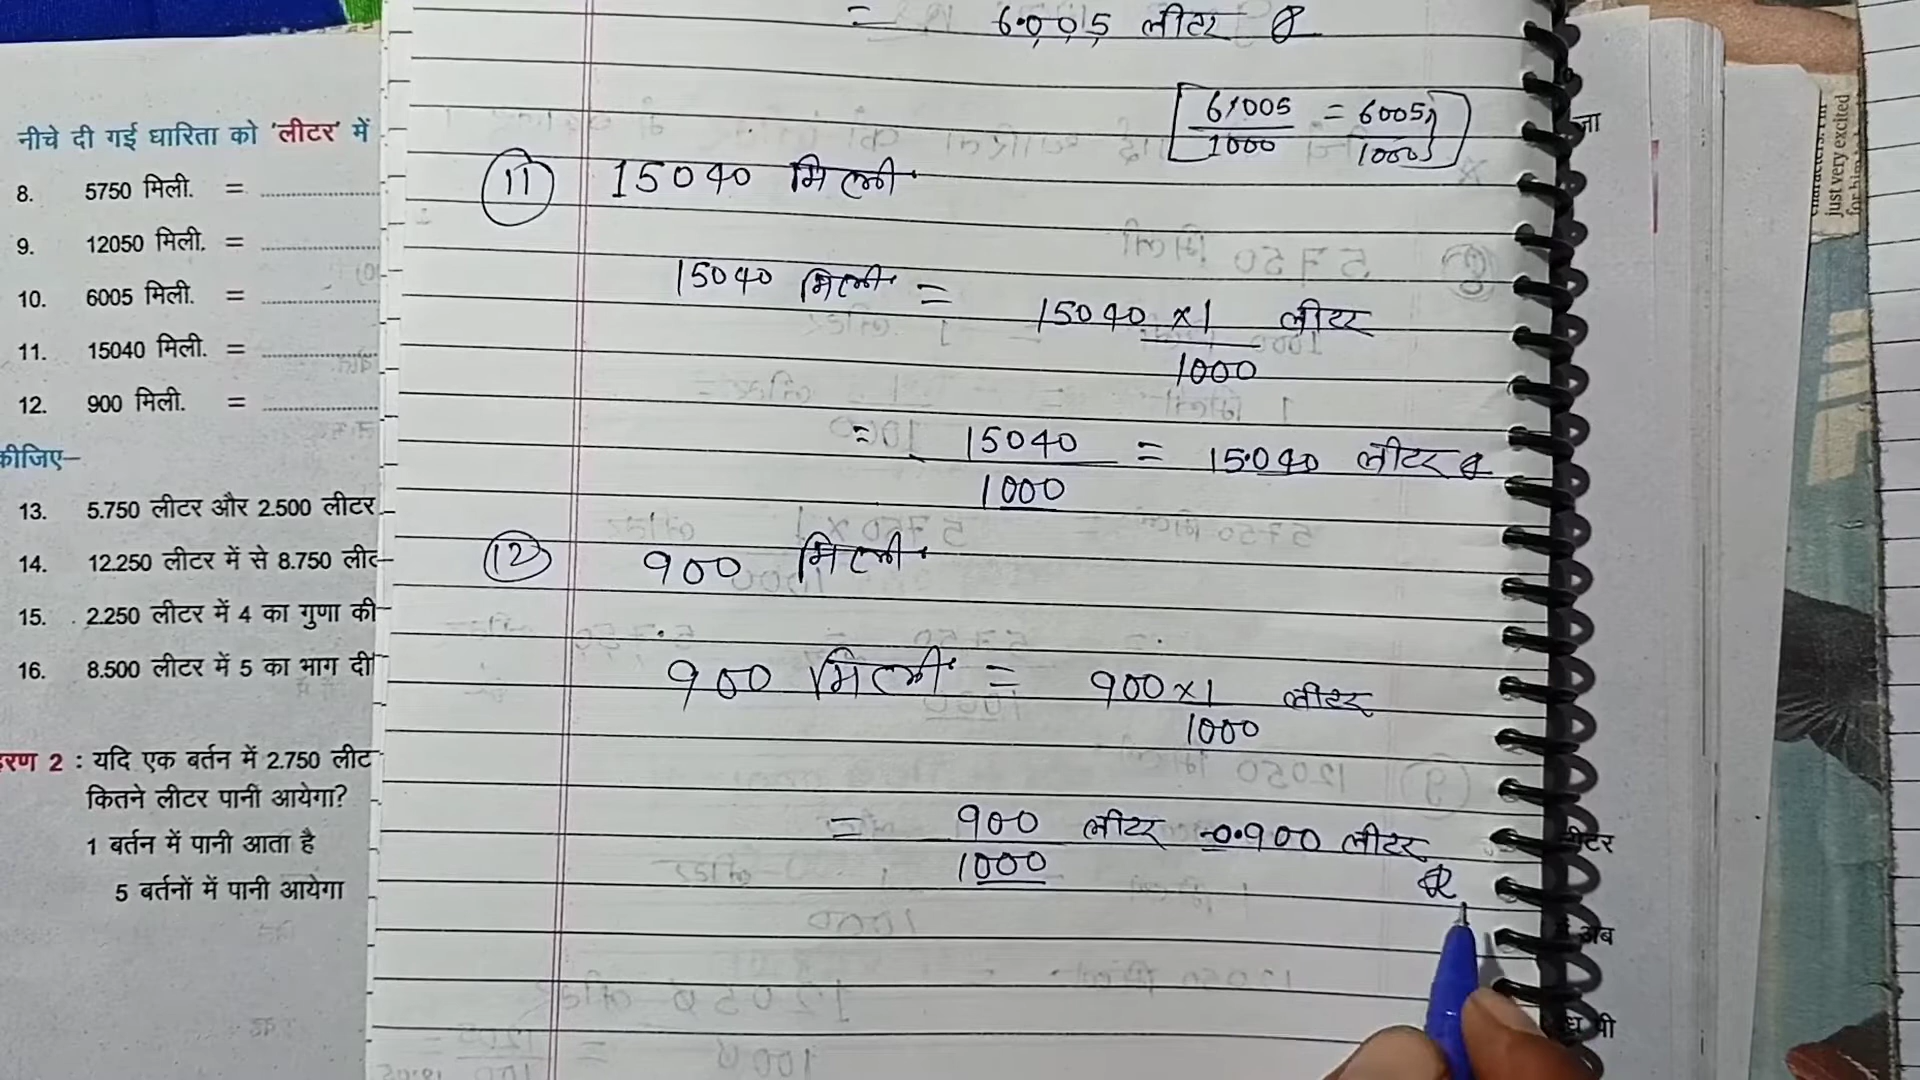 नीचे दी गई धारिता को 'लीटर' में
8. 5750 मिली. = ....................
9. 12050 मिली. = ....................
10. 6005 मिली. = ....................
11. 15040 मिली. = ....................
12. 900 मिली. = ....................
कीजिए–
13. 5.750 लीटर और 2.500 लीटर
14. 12.250 लीटर में से 8.750
15. 2.250 लीटर में 4 का गुणा
16. 8.500 लीटर में 5 का भाग
2 : यदि एक बर्तन में 2.750
कितने लीटर पानी आयेगा?
1 बर्तन में पानी आता है
5 बर्तनों में पानी आयेगा
= 6.005 लीटर
6005/1000 = 6005/1000
11 15040 मिली.
15040 मिली. = 15040 x 1 लीटर
1000
= 15040 = 15.040 लीटर
1000
12 900 मिली.
900 मिली. = 900 x 1 लीटर
1000
= 900 लीटर = 0.900 लीटर
1000
just very excited